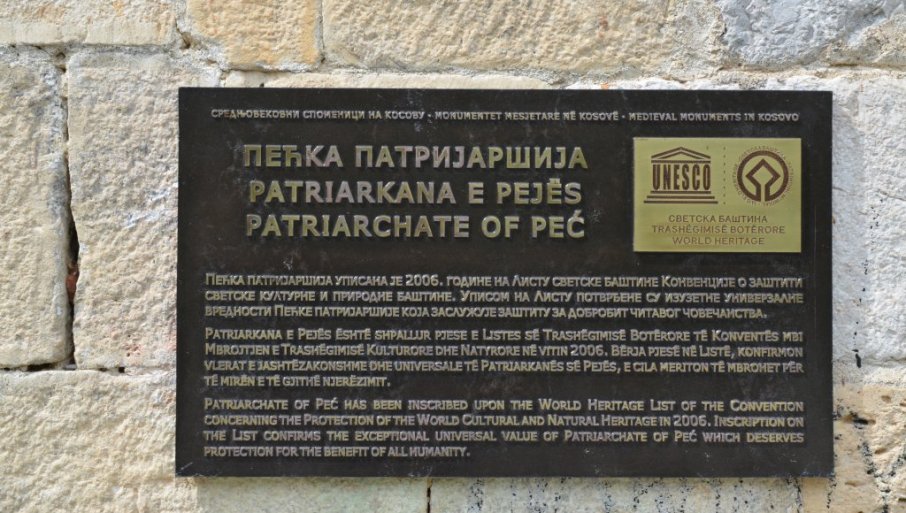 СРЕДЊОВЕКОВНИ СПОМЕНИЦИ НА КОСОВУ · MONUMENTET MESJETARE NË KOSOVË · MEDIEVAL MONUMENTS IN KOSOVO
ПЕЋКА ПАТРИЈАРШИЈА
PATRIARKANA E PEJËS
PATRIARCHATE OF PEĆ
UNESCO
СВЕТСКА БАШТИНА
TRASHËGIMISË BOTËRORE
WORLD HERITAGE
ПЕЋКА ПАТРИЈАРШИЈА УПИСАНА ЈЕ 2006. ГОДИНЕ НА ЛИСТУ СВЕТСКЕ БАШТИНЕ КОНВЕНЦИЈЕ О ЗАШТИТИ
СВЕТСКЕ КУЛТУРНЕ И ПРИРОДНЕ БАШТИНЕ. УПИСОМ НА ЛИСТУ ПОТВРЂЕНЕ СУ ИЗУЗЕТНЕ УНИВЕРЗАЛНЕ
ВРЕДНОСТИ ПЕЋКЕ ПАТРИЈАРШИЈЕ КОЈА ЗАСЛУЖУЈЕ ЗАШТИТУ ЗА ДОБРОБИТ ЧИТАВОГ ЧОВЕЧАНСТВА.
PATRIARKANA E PEJËS ËSHTË SHPALLUR PJESE E LISTES SË TRASHËGIMISË BOTËRORE TË KONVENTËS MBI
MBROJTJEN E TRASHËGIMISË KULTURORE DHE NATYRORE NË VITIN 2006. BËRJA PJESË NË LISTË, KONFIRMON
VLERAT E JASHTËZAKONSHME DHE UNIVERSALE TË PATRIARKANËS SË PEJËS, E CILA MERITON TË MBROHET PËR
TË MIRËN E TË GJITHË NJERËZIMIT.
PATRIARCHATE OF PEĆ HAS BEEN INSCRIBED UPON THE WORLD HERITAGE LIST OF THE CONVENTION
CONCERNING THE PROTECTION OF THE WORLD CULTURAL AND NATURAL HERITAGE IN 2006. INSCRIPTION ON
THE LIST CONFIRMS THE EXCEPTIONAL UNIVERSAL VALUE OF PATRIARCHATE OF PEĆ WHICH DESERVES
PROTECTION FOR THE BENEFIT OF ALL HUMANITY.